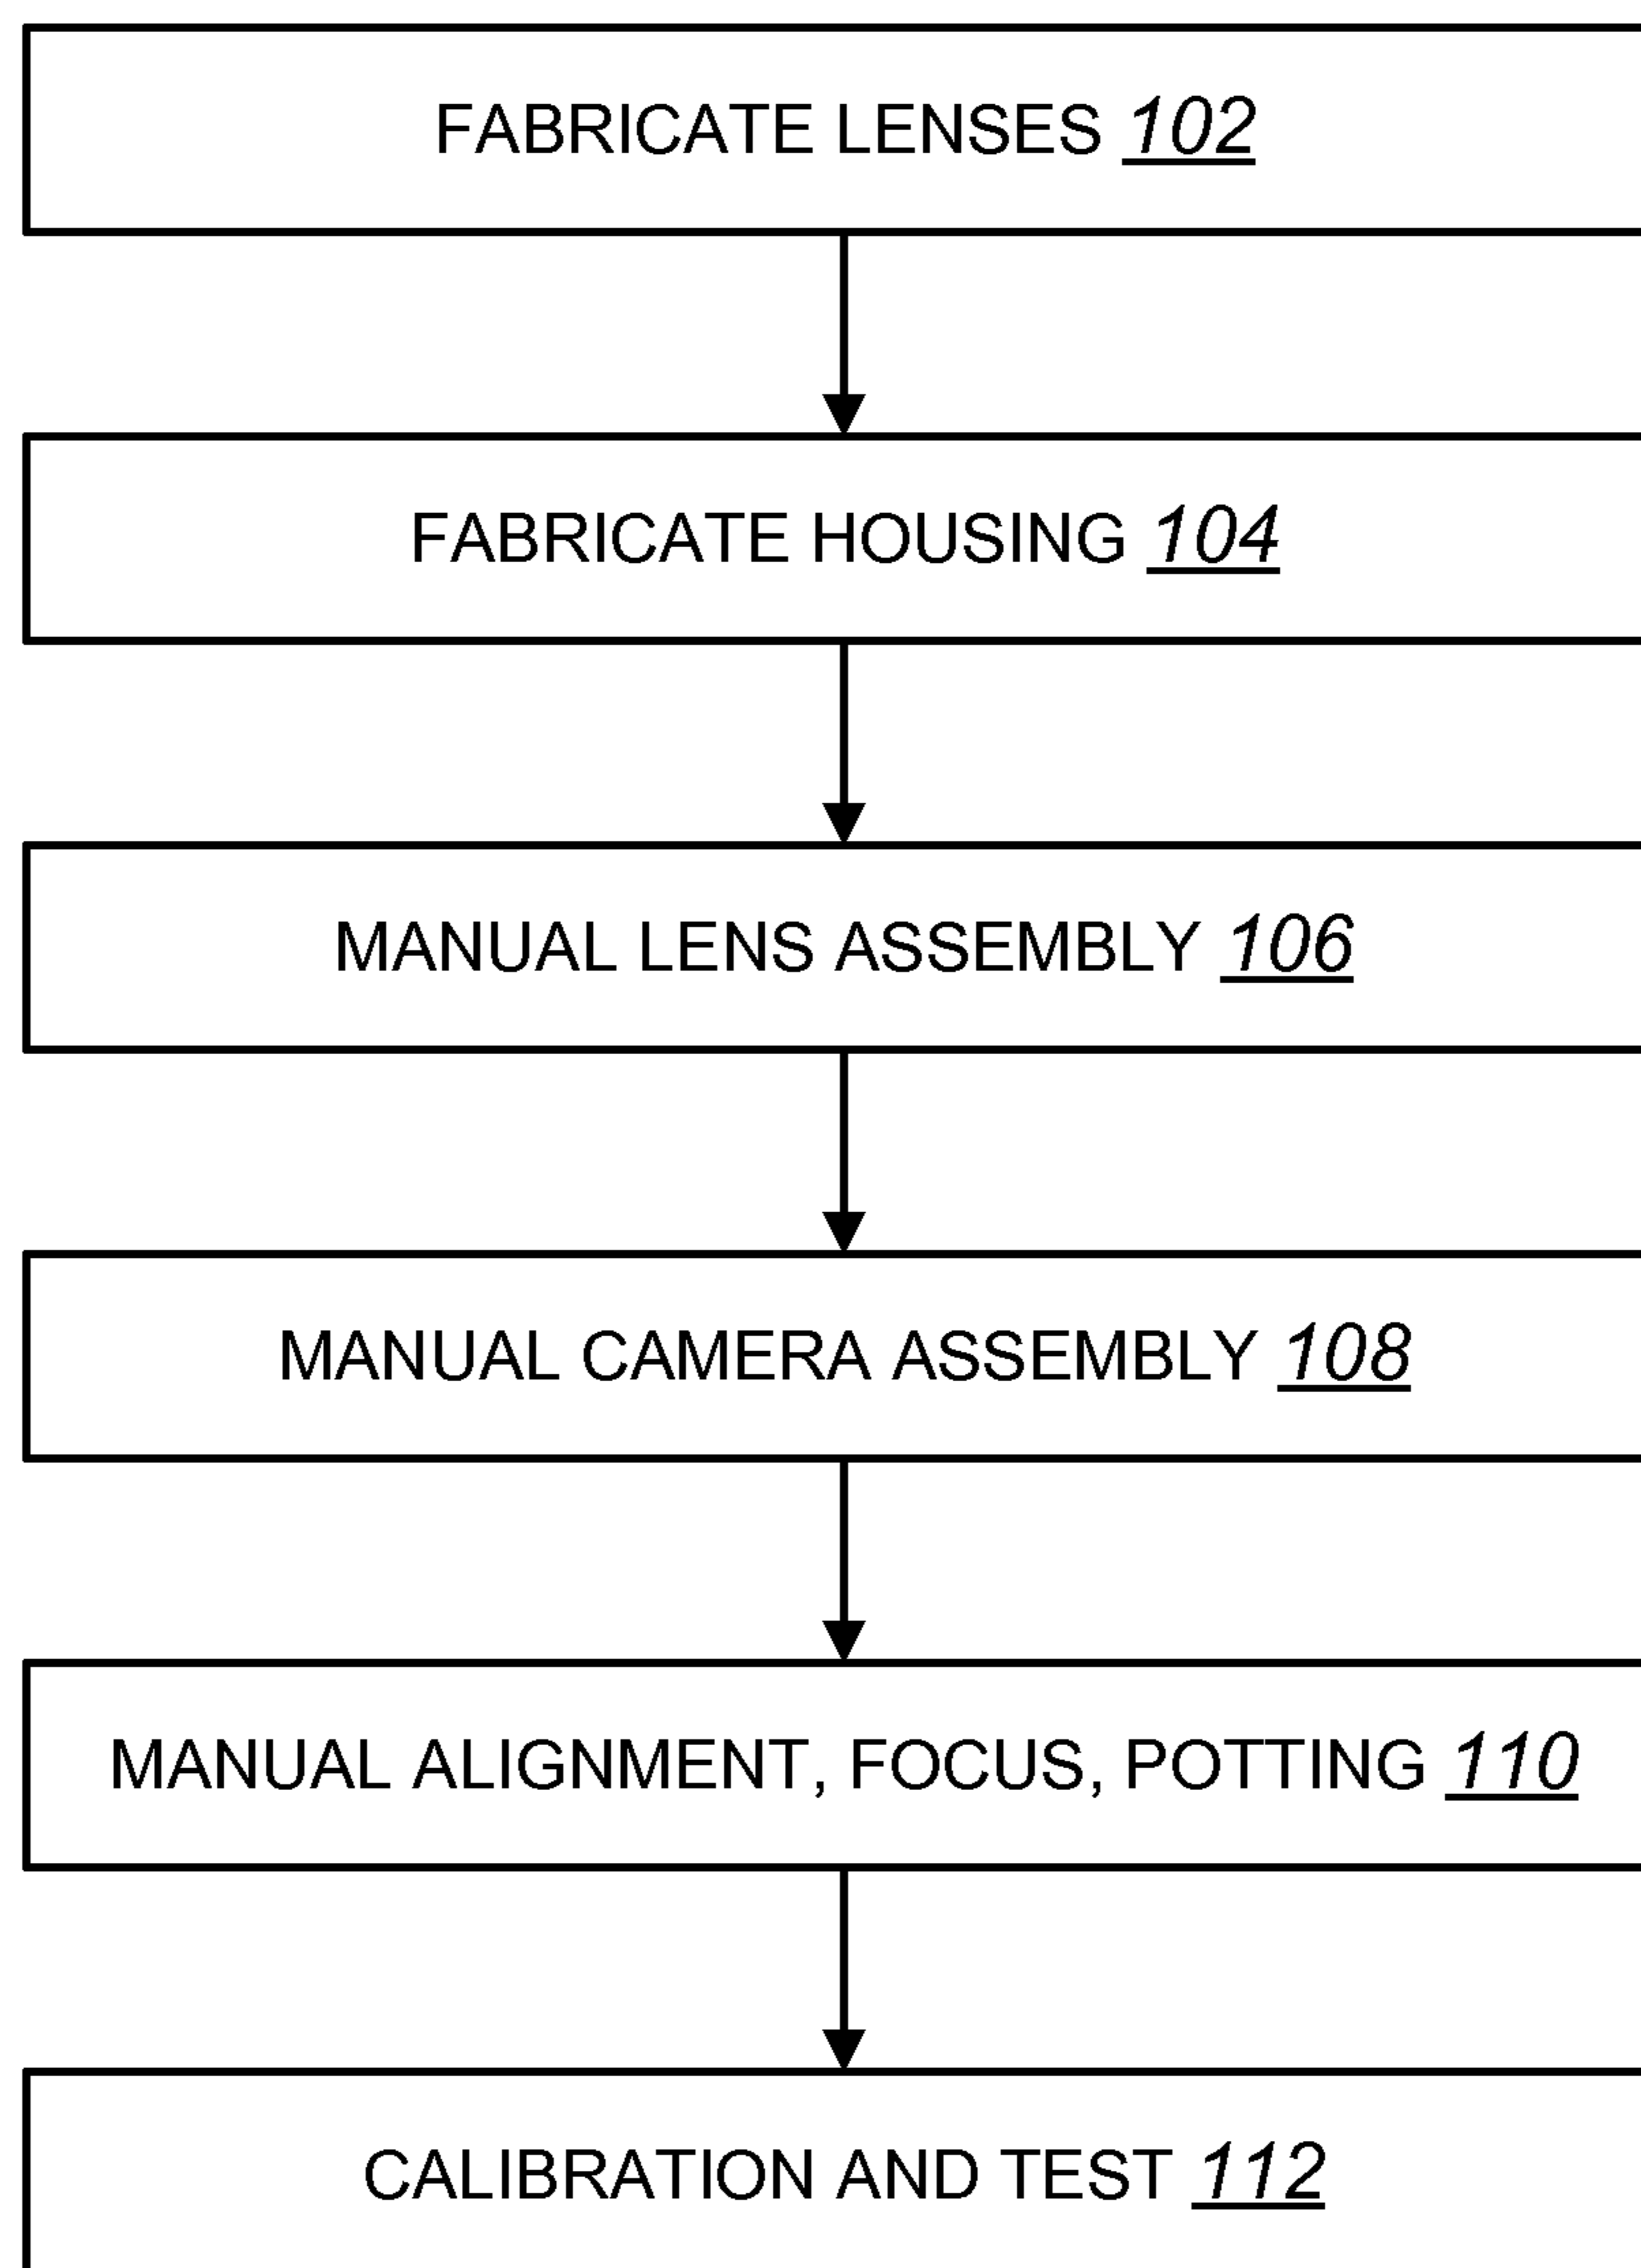 FABRICATE LENSES 102
FABRICATE HOUSING 104
MANUAL LENS ASSEMBLY 106
MANUAL CAMERA ASSEMBLY 108
MANUAL ALIGNMENT, FOCUS, POTTING 110
CALIBRATION AND TEST 112